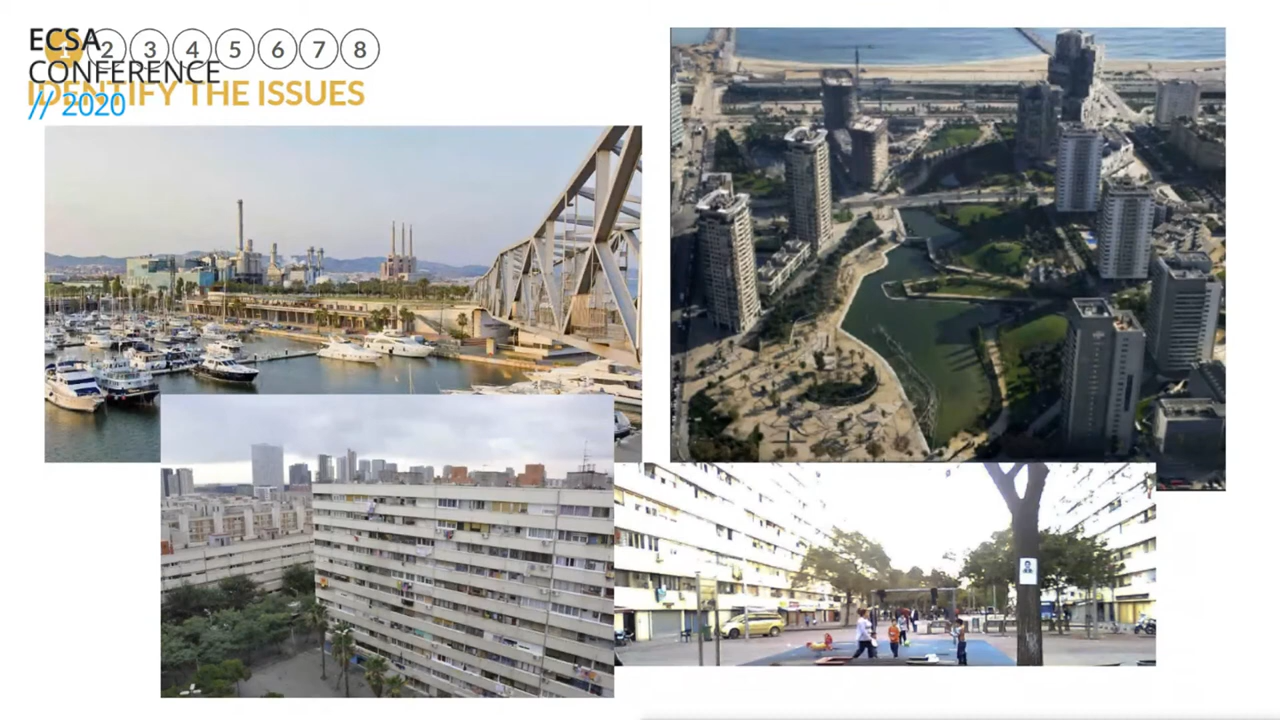 ECSA
1 2 3 4 5 6 7 8
CONFERENCE
IDENTIFY THE ISSUES
// 2020